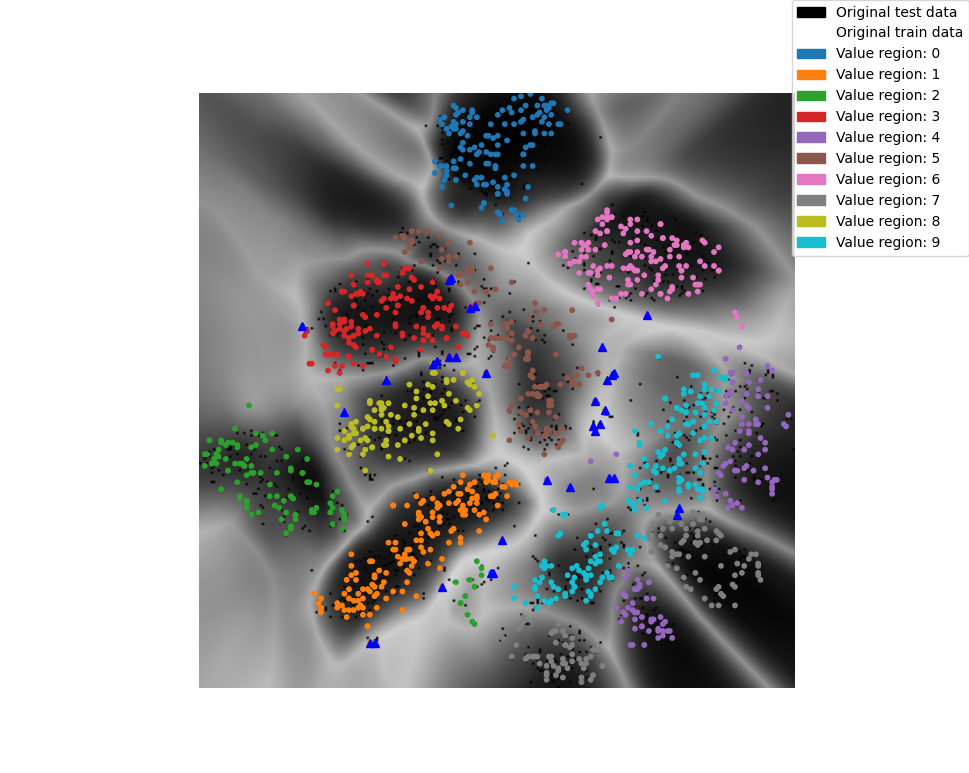 Original test data
Original train data
Value region: 0
Value region: 1
Value region: 2
Value region: 3
Value region: 4
Value region: 5
Value region: 6
Value region: 7
Value region: 8
Value region: 9